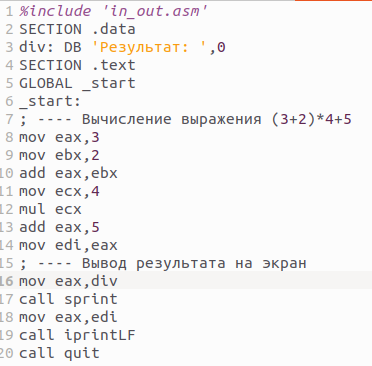 1 %include 'in_out.asm'
2 SECTION .data
3 div: DB 'Результат: ',0
4 SECTION .text
5 GLOBAL _start
6 _start:
7 ; ---- Вычисление выражения (3+2)*4+5
8 mov eax,3
9 mov ebx,2
10 add eax,ebx
11 mov ecx,4
12 mul ecx
13 add eax,5
14 mov edi,eax
15 ; ---- Вывод результата на экран
16 mov eax,div
17 call sprint
18 mov eax,edi
19 call iprintLF
20 call quit